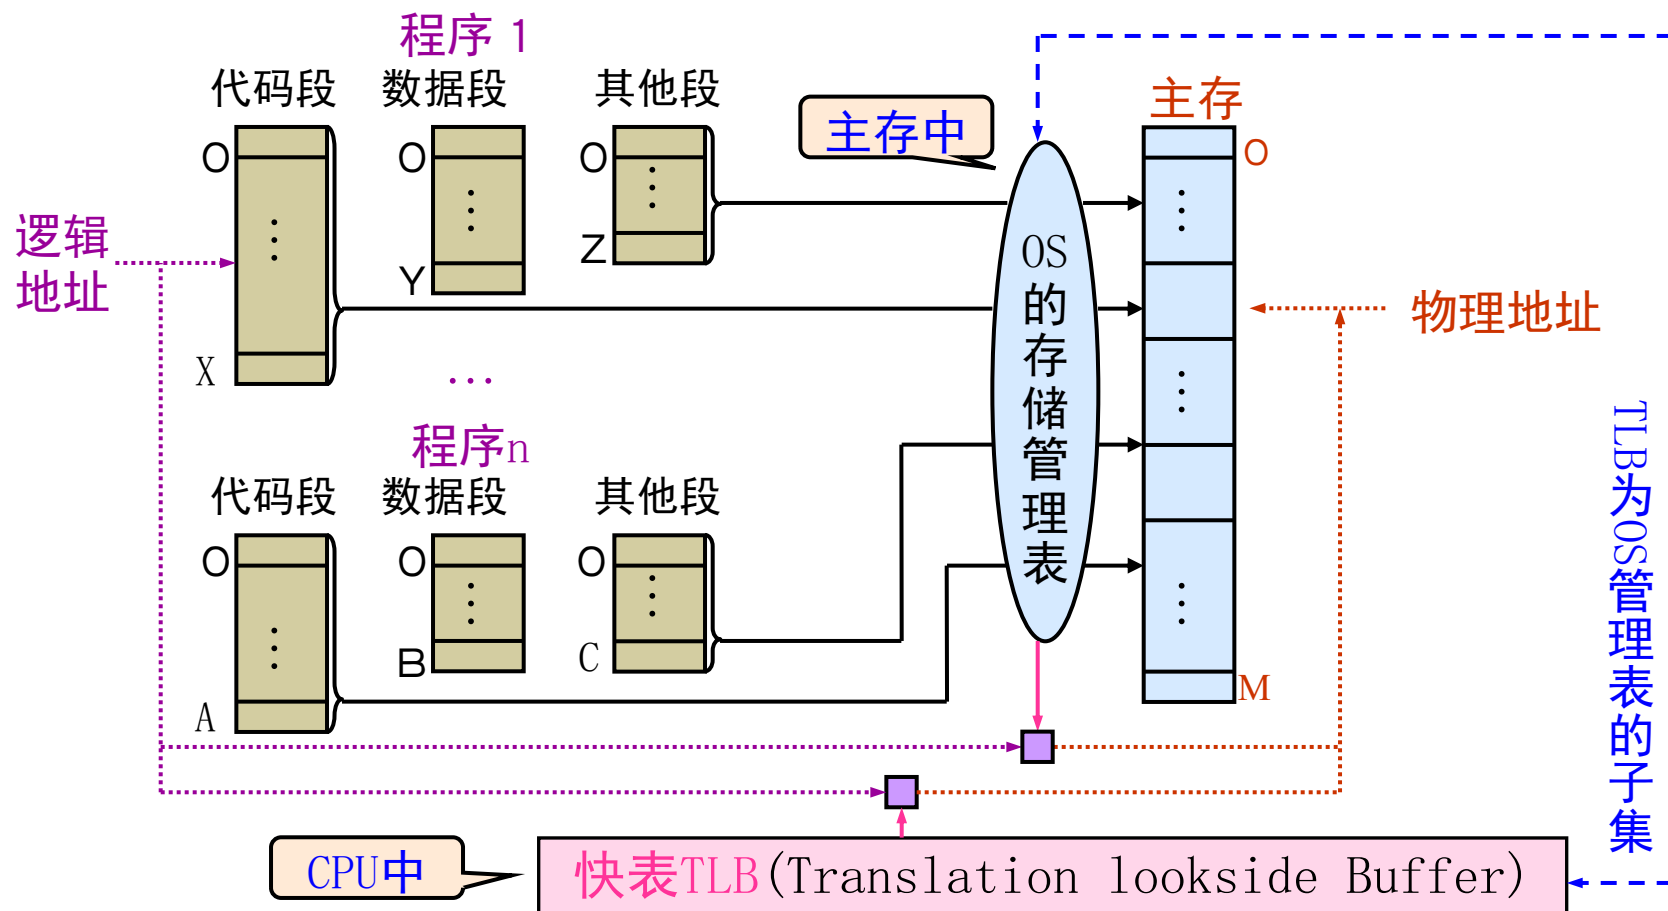 程序1
代码段 数据段 其他段
主存
主存中
O O O O
逻辑
地址
Z
Y
X
…
物理地址
OS的存储管理表
程序n
代码段 数据段 其他段
O O O
B C
A
M
TLB为OS管理表的子集
CPU中
快表TLB(Translation lookside Buffer)